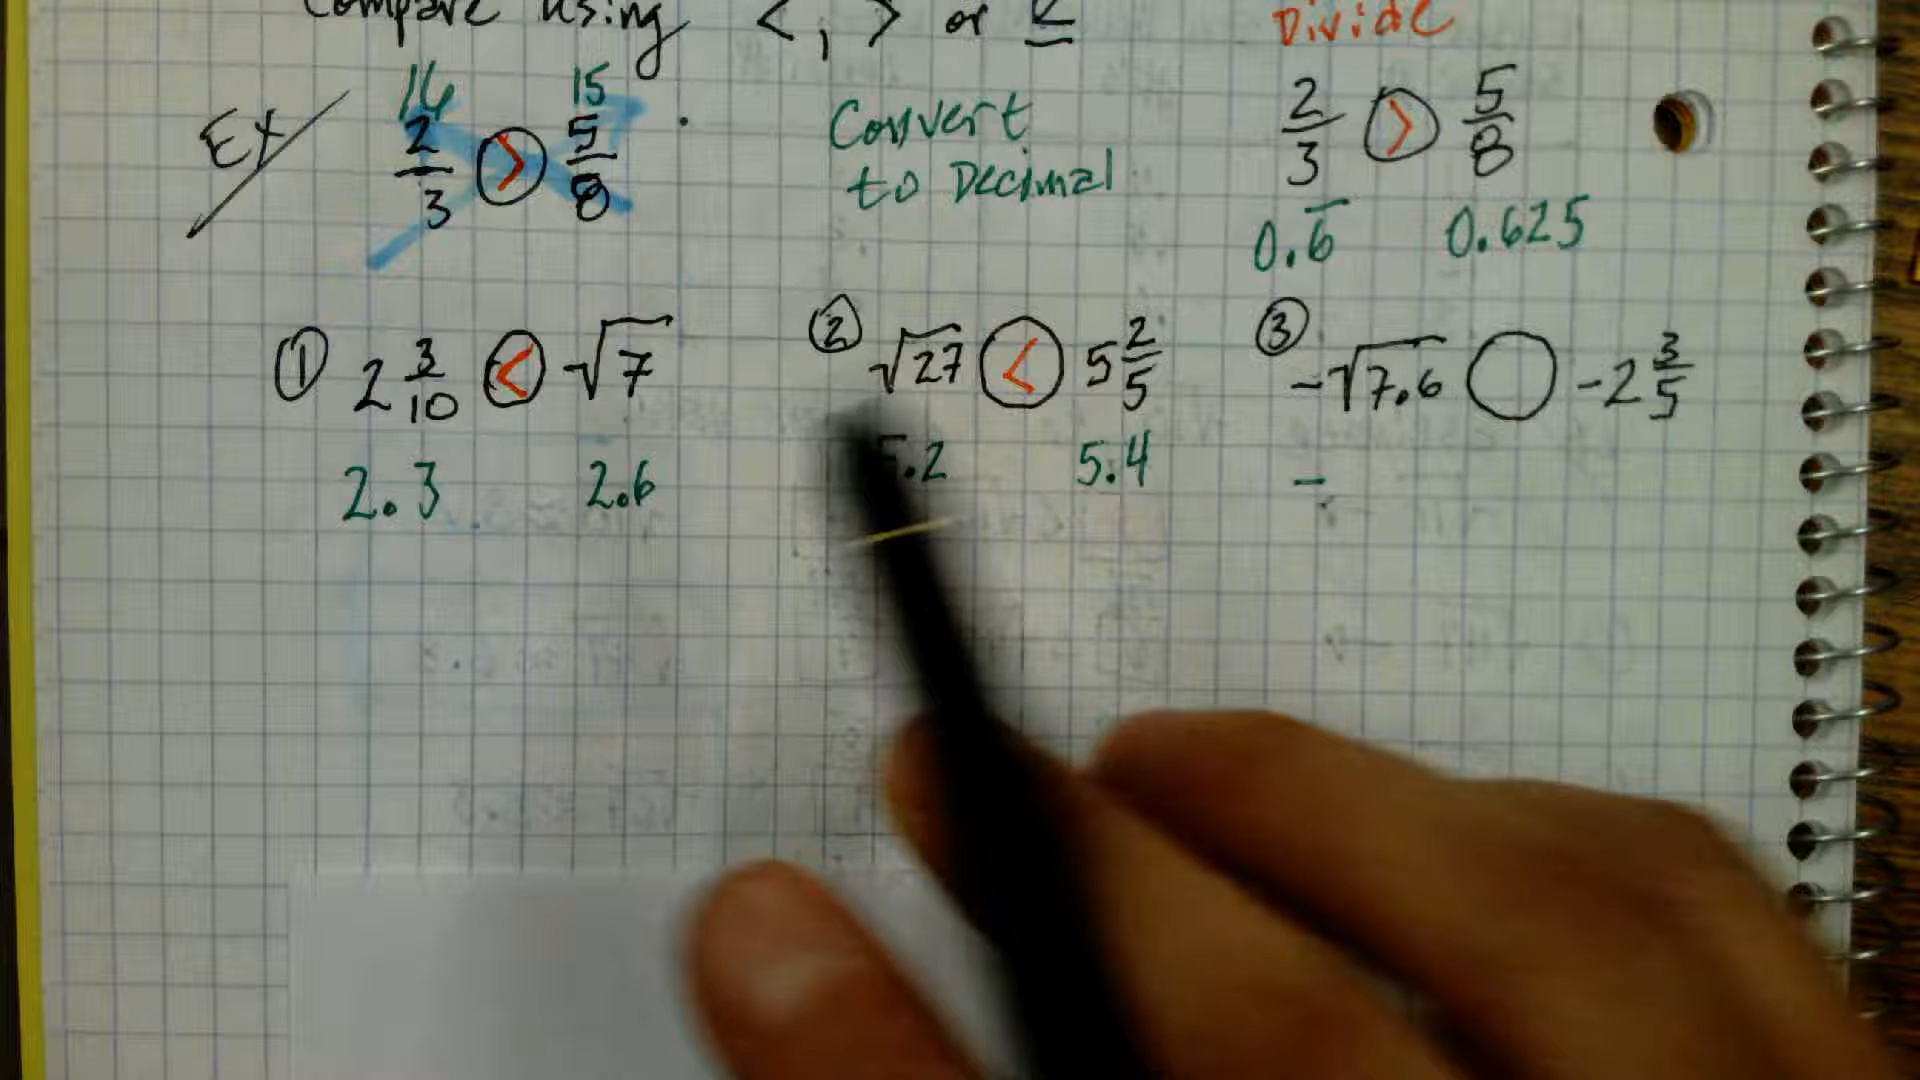 Compare using <, > or =
Divide
Ex
16 15
2/3 > 5/8 .
Convert
to Decimal
2/3 > 5/8
0.6̅ 0.625
① 2 3/10 < √7
2.3 2.6
② √27 < 5 2/5
5.2 5.4
③ -√7.6 ◯ -2 3/5
-